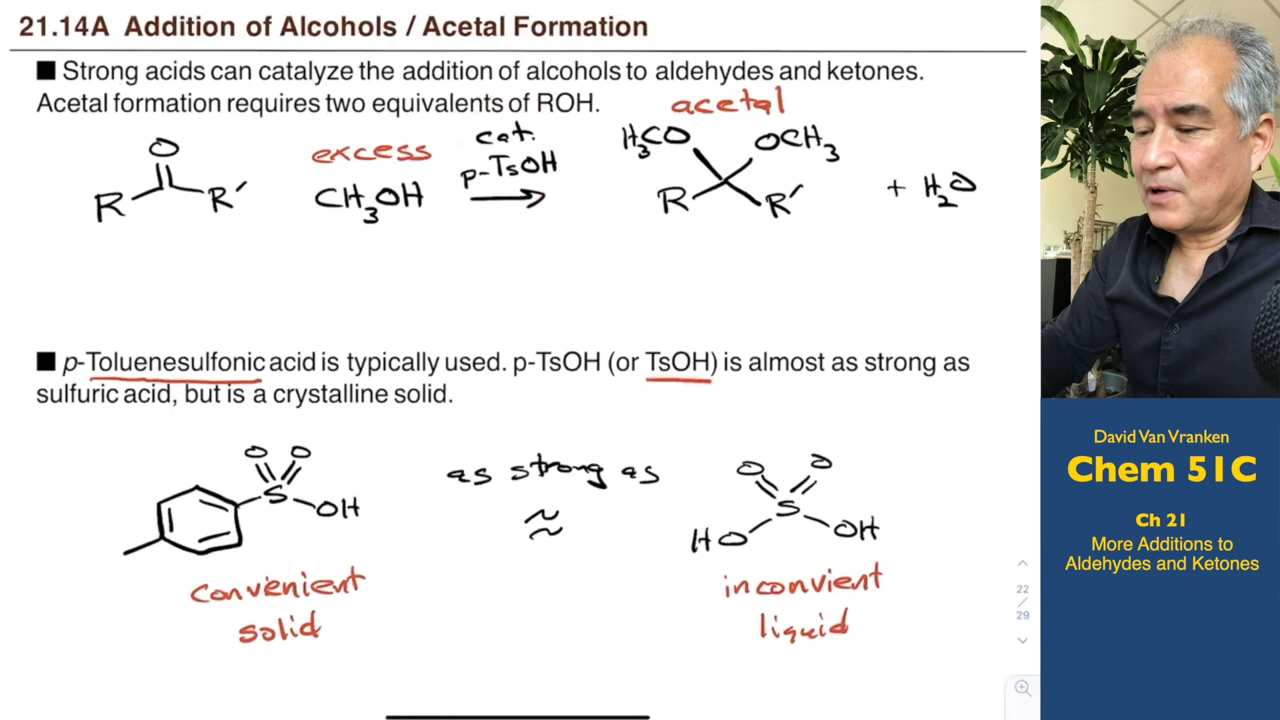 21.14A Addition of Alcohols / Acetal Formation
■ Strong acids can catalyze the addition of alcohols to aldehydes and ketones.
Acetal formation requires two equivalents of ROH.
acetal
O
R
R′
excess
CH₃OH
cat.
p-TsOH
H₃CO
OCH₃
R
R′
+ H₂O
■ p-Toluenesulfonic acid is typically used. p-TsOH (or TsOH) is almost as strong as
sulfuric acid, but is a crystalline solid.
O O
S
OH
as strong as
≈
O O
S
HO
OH
convenient
solid
inconvient
liquid
22
/
29
David Van Vranken
Chem 51C
Ch 21
More Additions to
Aldehydes and Ketones